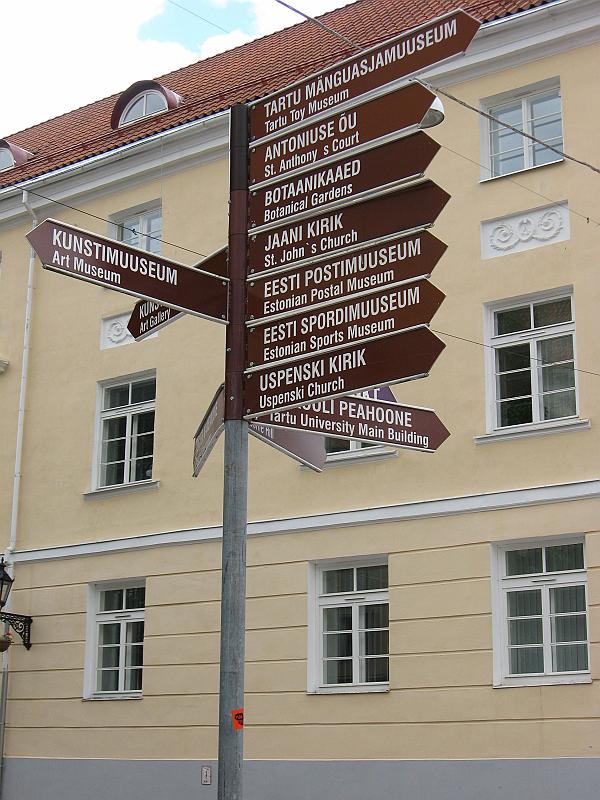 TARTU MÄNGUASJAMUUSEUM
Tartu Toy Museum
ANTONIUSE ÕU
St. Anthony`s Court
BOTAANIKAAED
Botanical Gardens
JAANI KIRIK
St. John`s Church
EESTI POSTIMUUSEUM
Estonian Postal Museum
EESTI SPORDIMUUSEUM
Estonian Sports Museum
USPENSKI KIRIK
Uspenski Church
PEAHOONE
Tartu University Main Building
KUNSTIMUUSEUM
Art Museum
Art Gallery